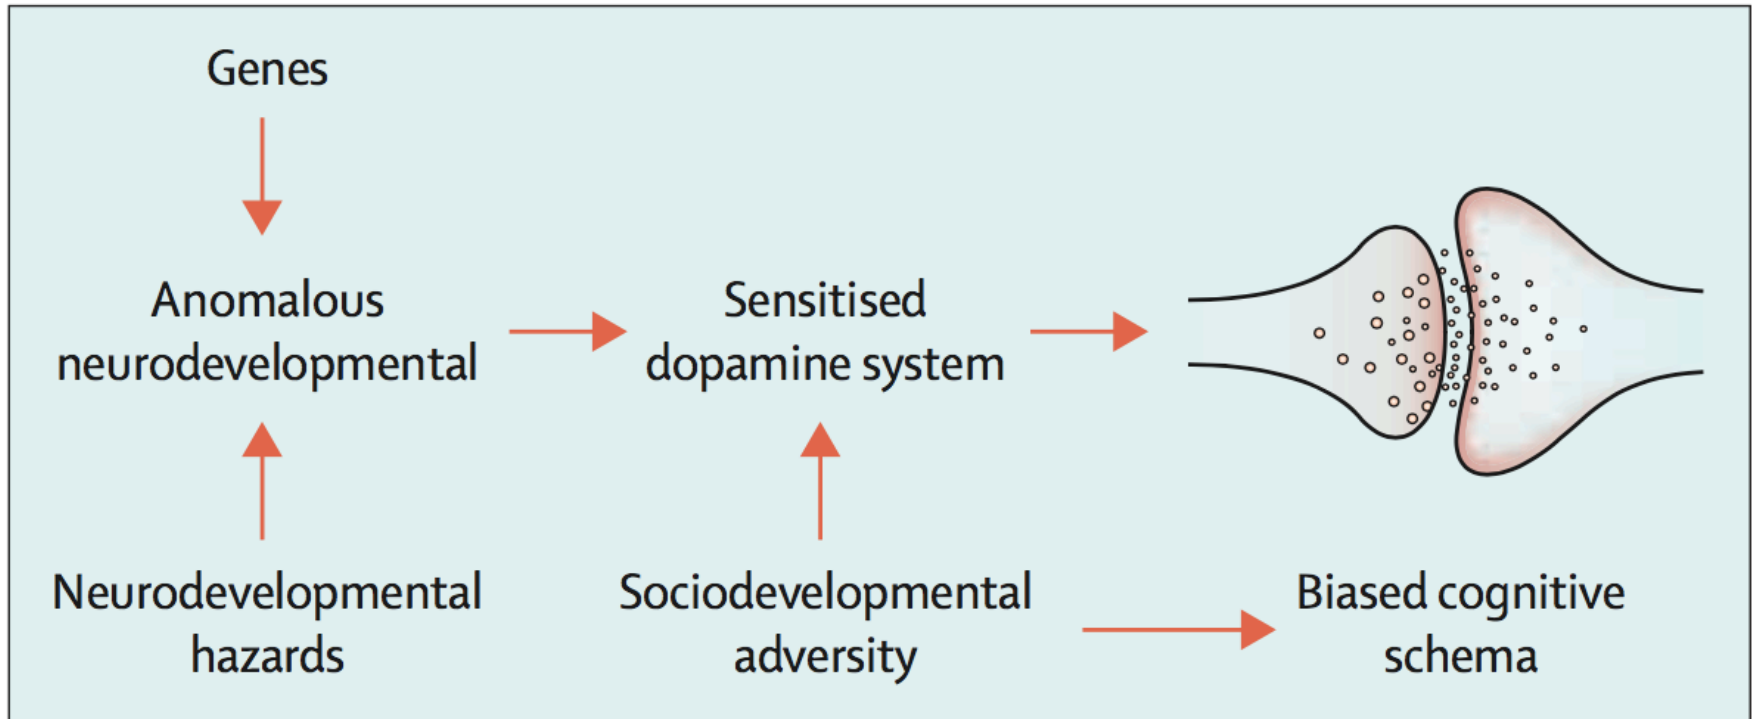 Genes
Anomalous
neurodevelopmental
Sensitised
dopamine system
Neurodevelopmental
hazards
Sociodevelopmental
adversity
Biased cognitive
schema